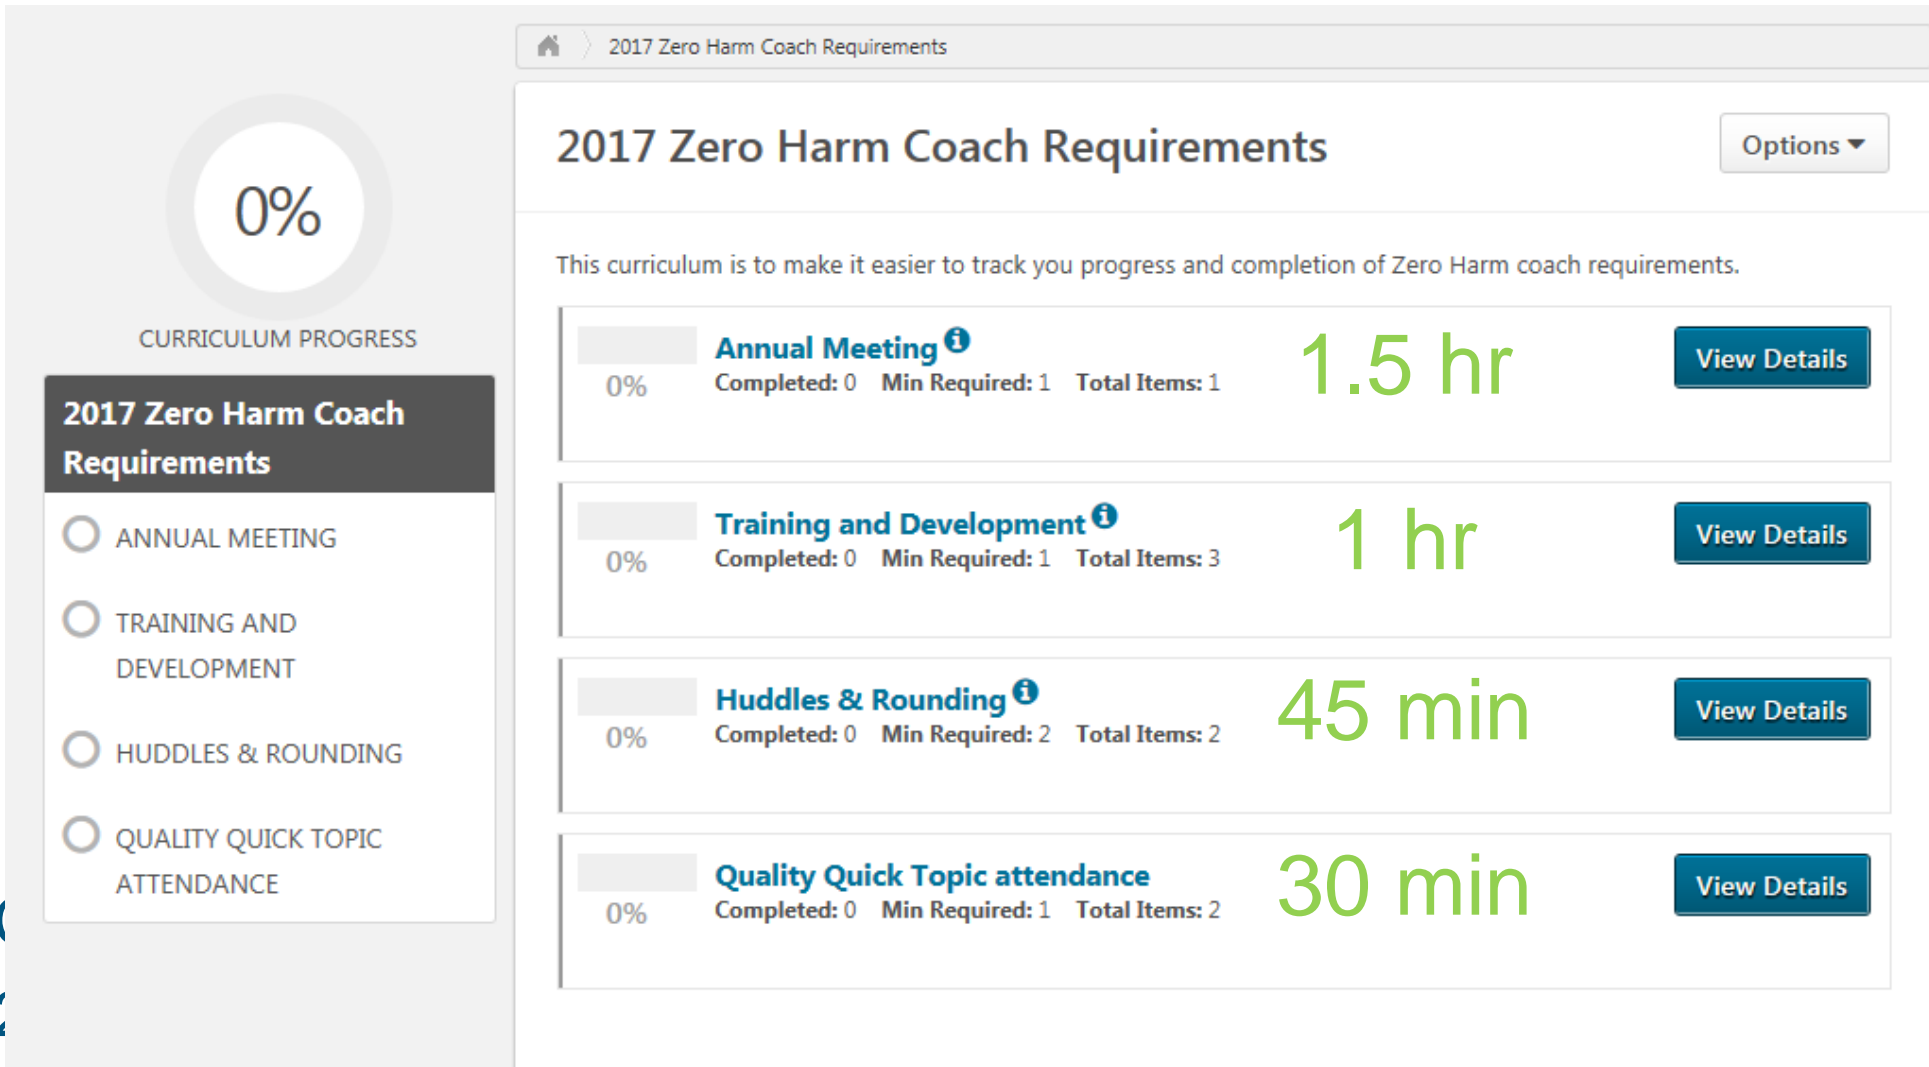 2017 Zero Harm Coach Requirements
0%
CURRICULUM PROGRESS
2017 Zero Harm Coach
Requirements
ANNUAL MEETING
TRAINING AND
DEVELOPMENT
HUDDLES & ROUNDING
QUALITY QUICK TOPIC
ATTENDANCE
2017 Zero Harm Coach Requirements
Options
This curriculum is to make it easier to track you progress and completion of Zero Harm coach requirements.
Annual Meeting
0% Completed: 0 Min Required: 1 Total Items: 1
1.5 hr
View Details
Training and Development
0% Completed: 0 Min Required: 1 Total Items: 3
1 hr
View Details
Huddles & Rounding
0% Completed: 0 Min Required: 2 Total Items: 2
45 min
View Details
Quality Quick Topic attendance
0% Completed: 0 Min Required: 1 Total Items: 2
30 min
View Details